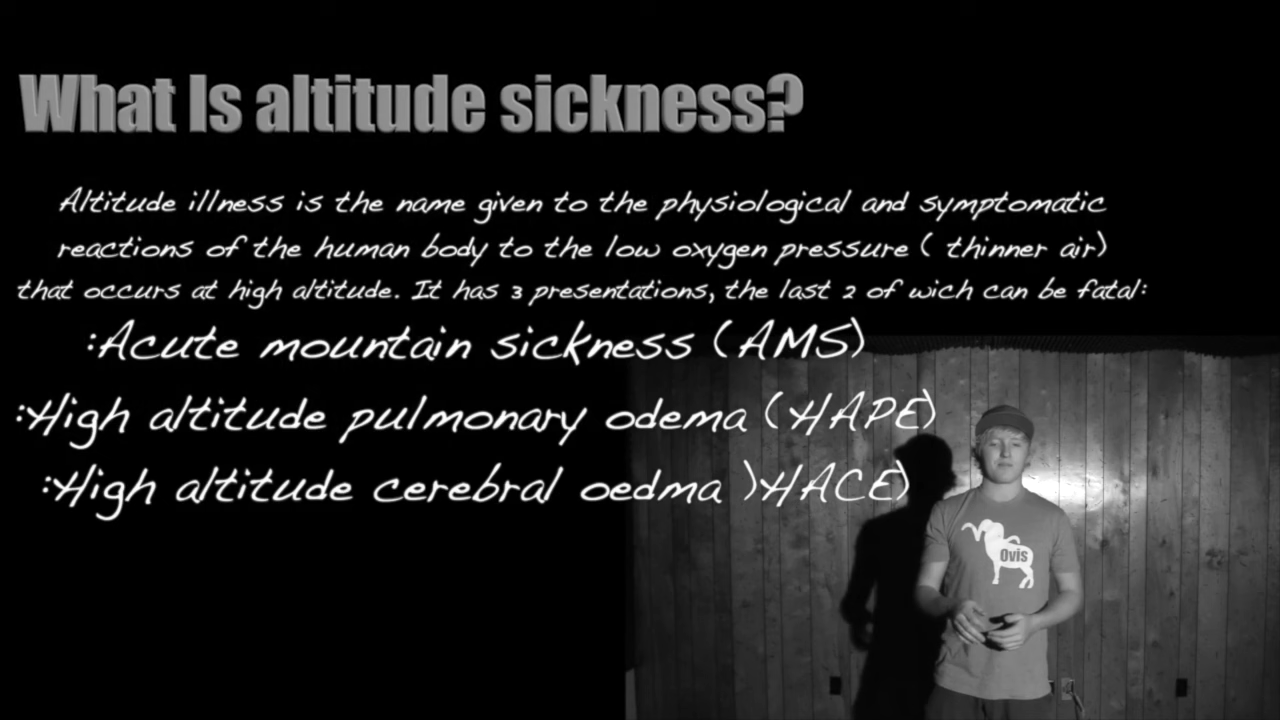 What Is altitude sickness?
Altitude illness is the name given to the physiological and symptomatic
reactions of the human body to the low oxygen pressure ( thinner air)
that occurs at high altitude. It has 3 presentations, the last 2 of wich can be fatal:
:Acute mountain sickness (AMS)
:High altitude pulmonary odema (HAPE)
:High altitude cerebral oedma )HACE)
Ovis